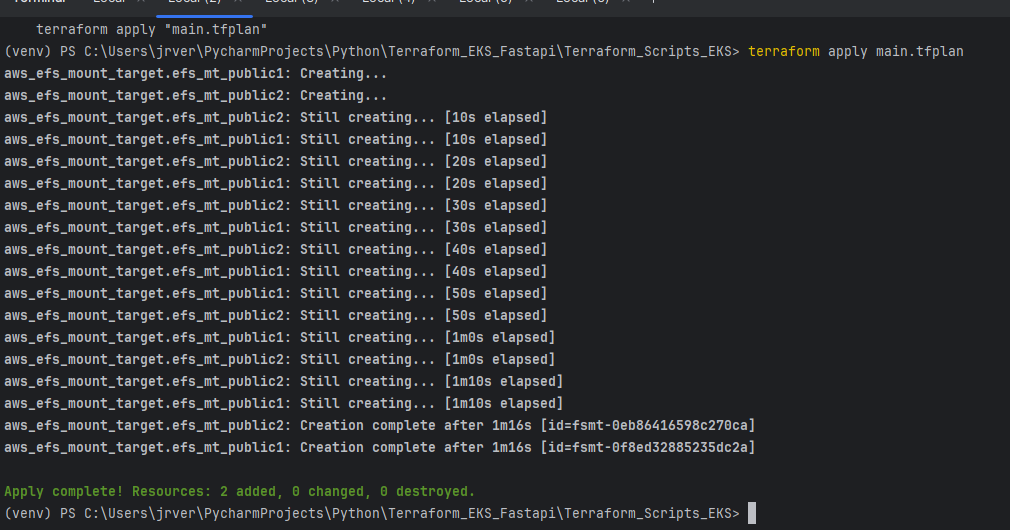 terraform apply "main.tfplan"
(venv) PS C:\Users\jrver\PycharmProjects\Python\Terraform_EKS_Fastapi\Terraform_Scripts_EKS> terraform apply main.tfplan
aws_efs_mount_target.efs_mt_public1: Creating...
aws_efs_mount_target.efs_mt_public2: Creating...
aws_efs_mount_target.efs_mt_public2: Still creating... [10s elapsed]
aws_efs_mount_target.efs_mt_public1: Still creating... [10s elapsed]
aws_efs_mount_target.efs_mt_public2: Still creating... [20s elapsed]
aws_efs_mount_target.efs_mt_public1: Still creating... [20s elapsed]
aws_efs_mount_target.efs_mt_public2: Still creating... [30s elapsed]
aws_efs_mount_target.efs_mt_public1: Still creating... [30s elapsed]
aws_efs_mount_target.efs_mt_public2: Still creating... [40s elapsed]
aws_efs_mount_target.efs_mt_public1: Still creating... [40s elapsed]
aws_efs_mount_target.efs_mt_public1: Still creating... [50s elapsed]
aws_efs_mount_target.efs_mt_public2: Still creating... [50s elapsed]
aws_efs_mount_target.efs_mt_public1: Still creating... [1m0s elapsed]
aws_efs_mount_target.efs_mt_public2: Still creating... [1m0s elapsed]
aws_efs_mount_target.efs_mt_public2: Still creating... [1m10s elapsed]
aws_efs_mount_target.efs_mt_public1: Still creating... [1m10s elapsed]
aws_efs_mount_target.efs_mt_public2: Creation complete after 1m16s [id=fsmt-0eb86416598c270ca]
aws_efs_mount_target.efs_mt_public1: Creation complete after 1m16s [id=fsmt-0f8ed32885235dc2a]
Apply complete! Resources: 2 added, 0 changed, 0 destroyed.
(venv) PS C:\Users\jrver\PycharmProjects\Python\Terraform_EKS_Fastapi\Terraform_Scripts_EKS>